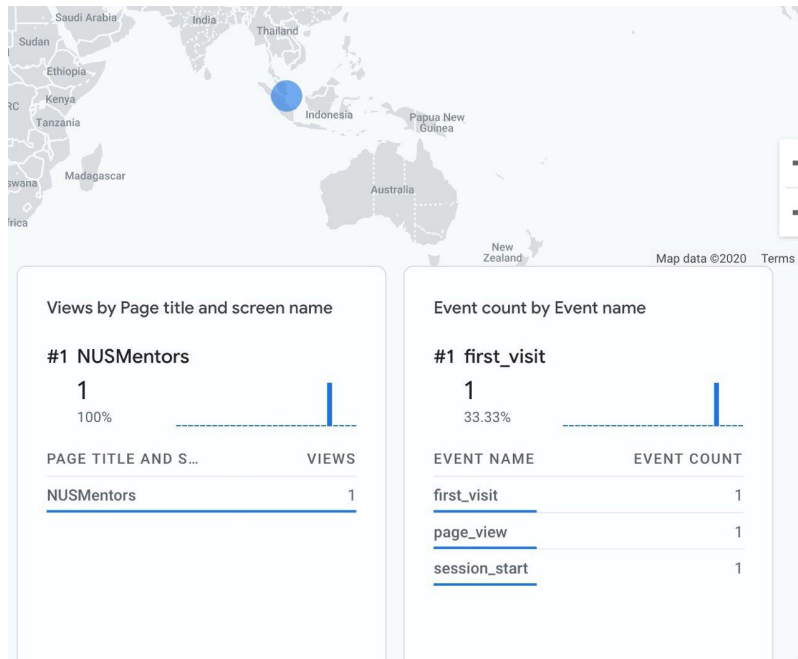 Saudi Arabia
India
Thailand
Sudan
Ethiopia
Kenya
RC
Tanzania
Indonesia
Papua New
Guinea
Madagascar
swana
Australia
frica
New
Zealand
Map data ©2020 Terms
Views by Page title and screen name
#1 NUSMentors
1
100%
PAGE TITLE AND S... VIEWS
NUSMentors 1
Event count by Event name
#1 first_visit
1
33.33%
EVENT NAME EVENT COUNT
first_visit 1
page_view 1
session_start 1